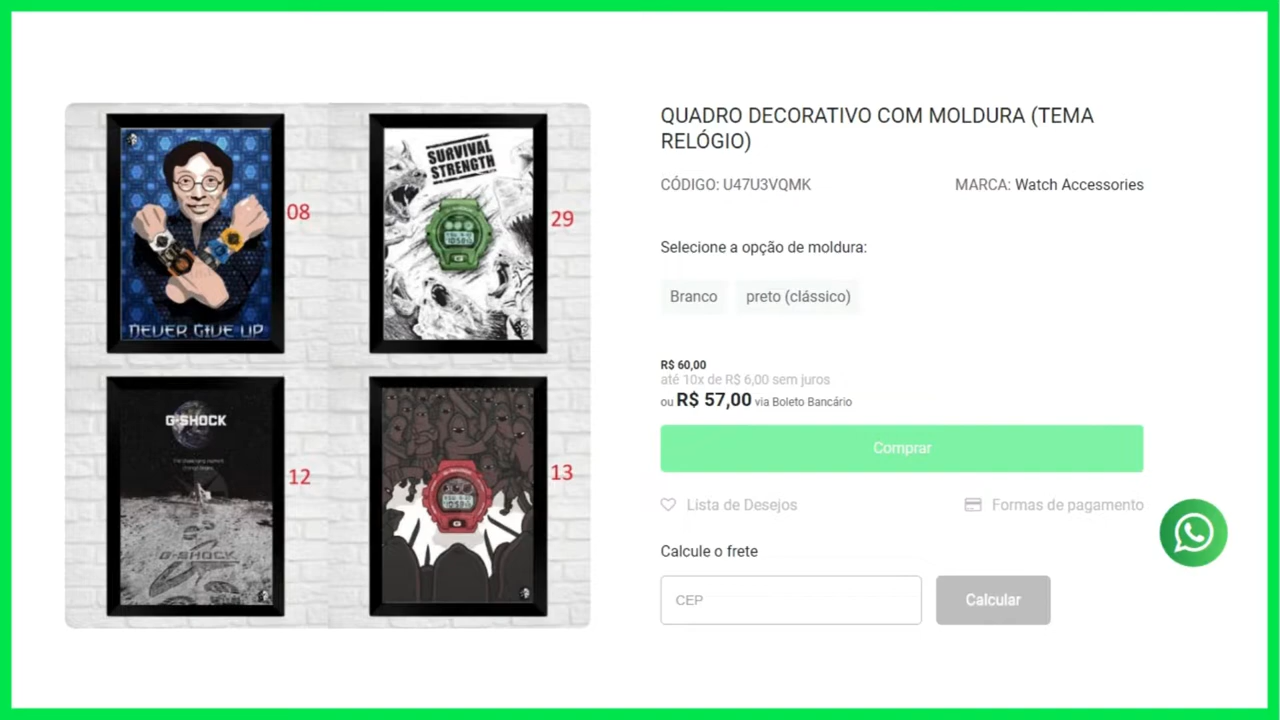 QUADRO DECORATIVO COM MOLDURA (TEMA
RELÓGIO)
CÓDIGO: U47U3VQMK
MARCA: Watch Accessories
Selecione a opção de moldura:
Branco
preto (clássico)
R$ 60,00
até 10x de R$ 6,00 sem juros
ou R$ 57,00 via Boleto Bancário
Comprar
Lista de Desejos
Formas de pagamento
Calcule o frete
CEP
Calcular
NEVER GIVE UP
08
SURVIVAL
STRENGTH
29
G-SHOCK
G-SHOCK
12
G
13